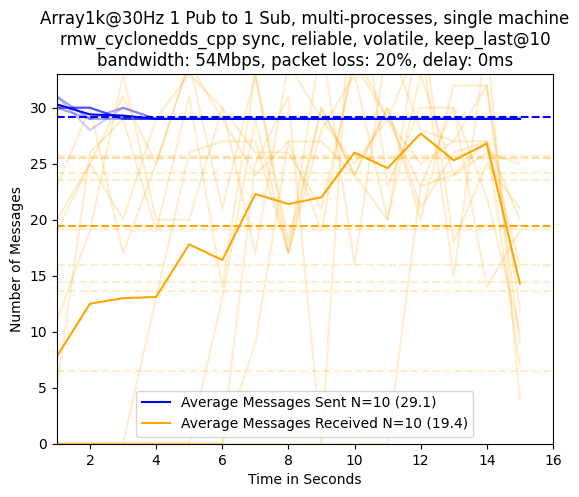 Array1k@30Hz 1 Pub to 1 Sub, multi-processes, single machine
rmw_cyclonedds_cpp sync, reliable, volatile, keep_last@10
bandwidth: 54Mbps, packet loss: 20%, delay: 0ms
Number of Messages
30
25
20
15
10
5
0
2
4
6
8
10
12
14
16
Time in Seconds
Average Messages Sent N=10 (29.1)
Average Messages Received N=10 (19.4)